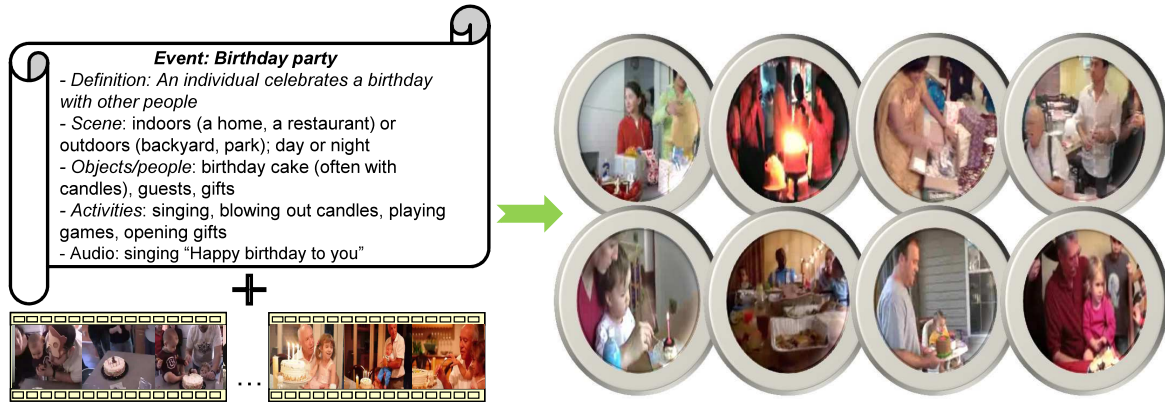 Event: Birthday party
- Definition: An individual celebrates a birthday
with other people
- Scene: indoors (a home, a restaurant) or
outdoors (backyard, park); day or night
- Objects/people: birthday cake (often with
candles), guests, gifts
- Activities: singing, blowing out candles, playing
games, opening gifts
- Audio: singing “Happy birthday to you”
+
...